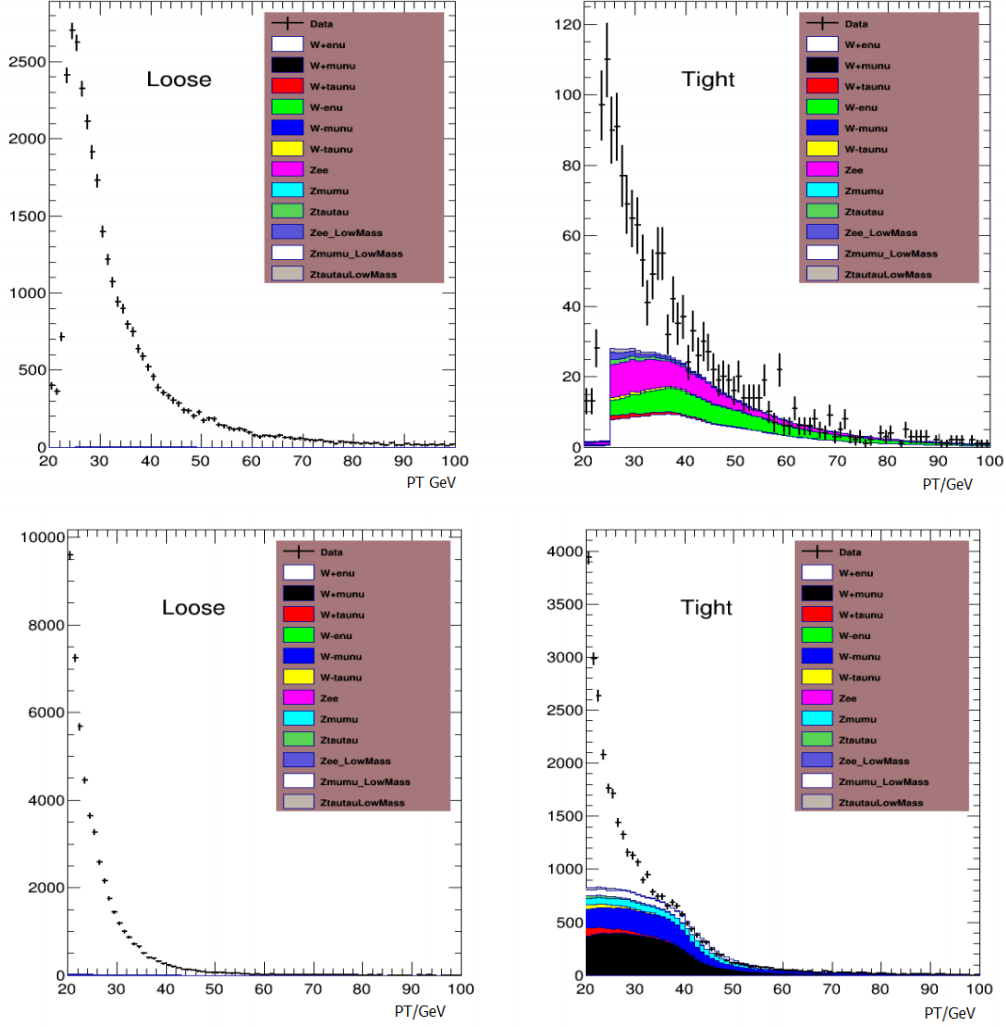 Loose
Data
W+enu
W+munu
W+taunu
W-enu
W-munu
W-taunu
Zee
Zmumu
Ztautau
Zee_LowMass
Zmumu_LowMass
ZtautauLowMass
2500
2000
1500
1000
500
0
20 30 40 50 60 70 80 90 100
PT GeV
Tight
Data
W+enu
W+munu
W+taunu
W-enu
W-munu
W-taunu
Zee
Zmumu
Ztautau
Zee_LowMass
Zmumu_LowMass
ZtautauLowMass
120
100
80
60
40
20
0
20 30 40 50 60 70 80 90 100
PT/GeV
Loose
Data
W+enu
W+munu
W+taunu
W-enu
W-munu
W-taunu
Zee
Zmumu
Ztautau
Zee_LowMass
Zmumu_LowMass
ZtautauLowMass
10000
8000
6000
4000
2000
0
20 30 40 50 60 70 80 90 100
PT/GeV
Tight
Data
W+enu
W+munu
W+taunu
W-enu
W-munu
W-taunu
Zee
Zmumu
Ztautau
Zee_LowMass
Zmumu_LowMass
ZtautauLowMass
4000
3500
3000
2500
2000
1500
1000
500
0
20 30 40 50 60 70 80 90 100
PT/GeV